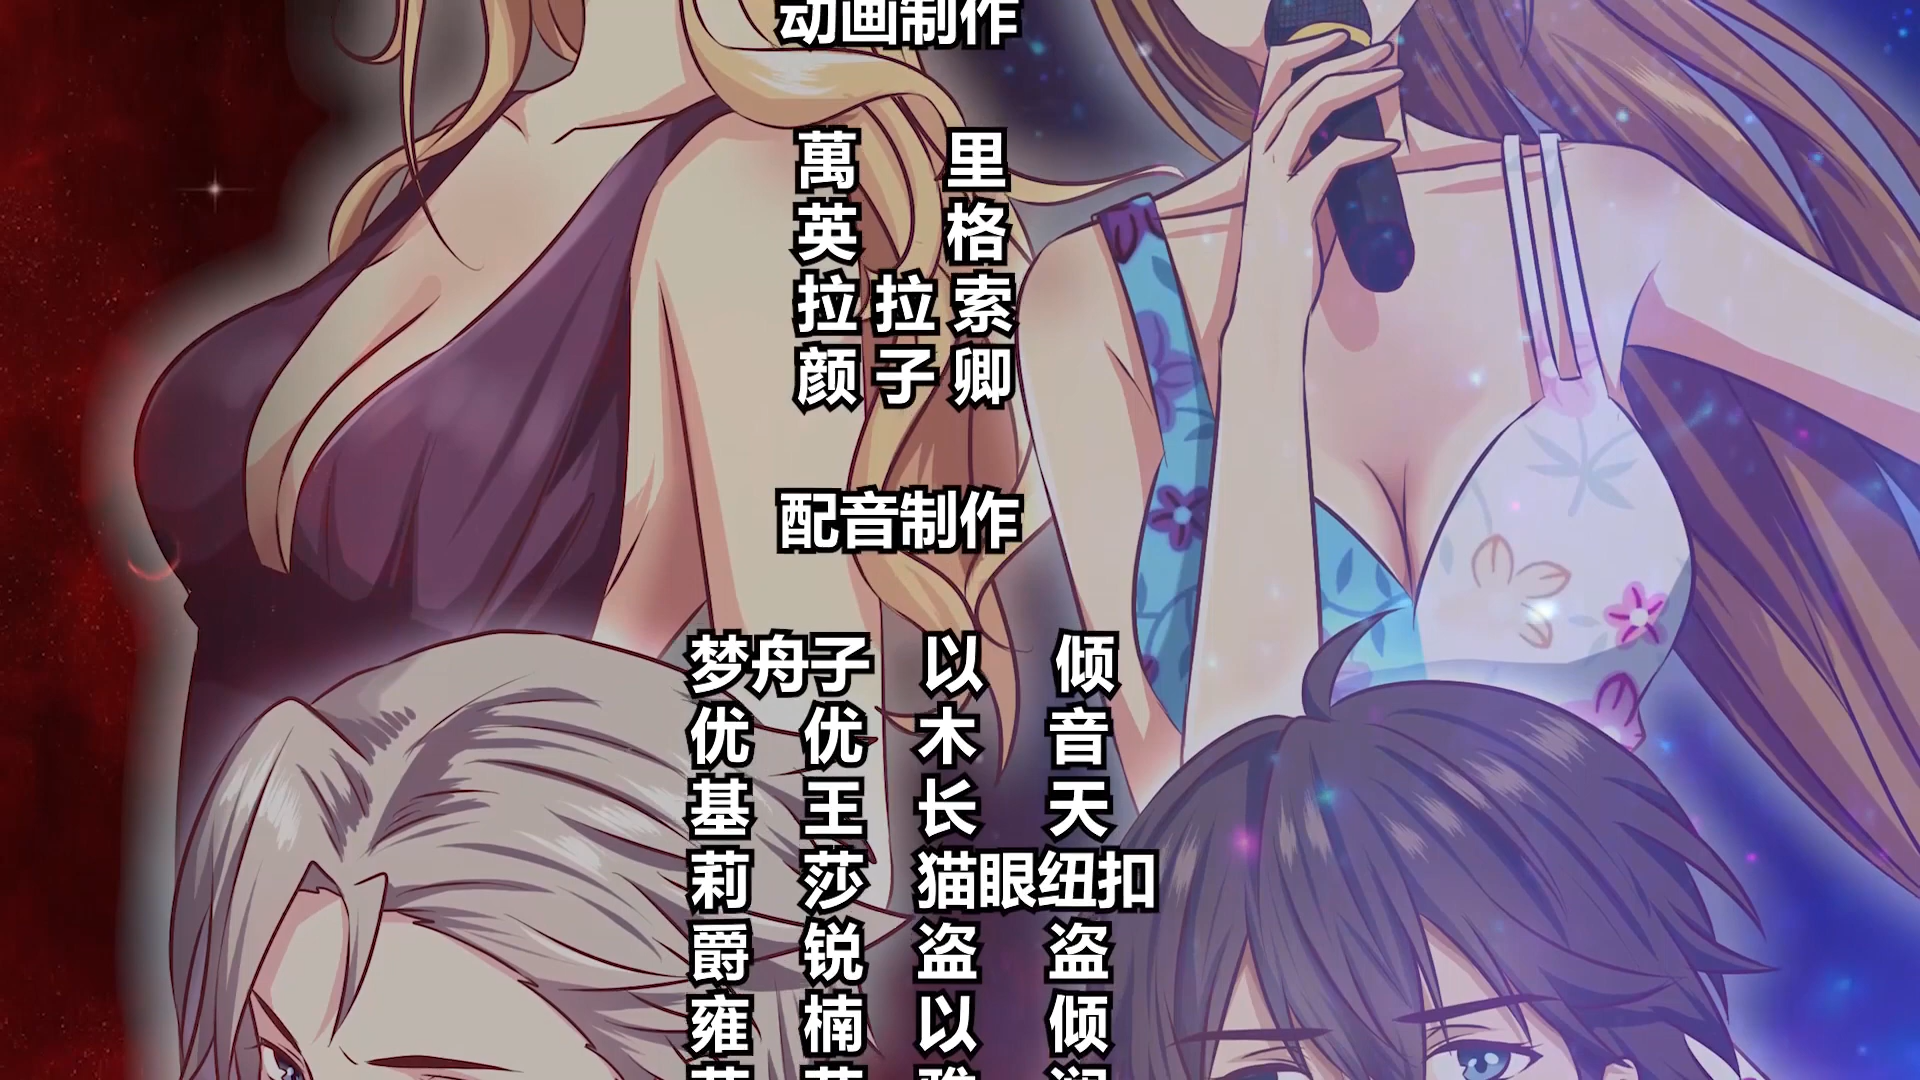 动画制作
萬 里
英 格
拉拉索
颜子卿
配音制作
梦舟子 以 倾
优 优 木 音
基 王 长 天
莉 莎 猫眼纽扣
爵 锐 盗 盗
雍 楠 以 倾